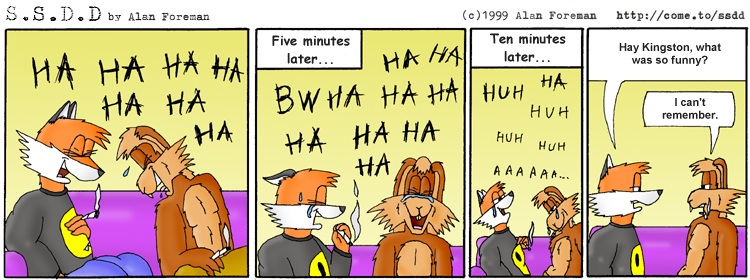 S.S.D.D by Alan Foreman
(c)1999 Alan Foreman http://come.to/ssdd
HA HA HA HA
HA HA
HA
Five minutes
later...
HA HA
BWHA HA HA
HA HA HA
HA
Ten minutes
later...
HUH HA
HUH
HUH HUH
AAAAAA...
Hay Kingston, what
was so funny?
I can't
remember.